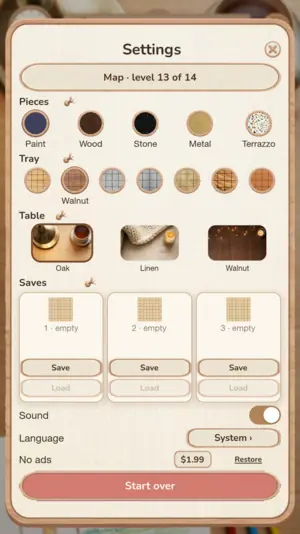 Settings
Map · level 13 of 14
Pieces
Paint Wood Stone Metal Terrazzo
Tray
Walnut
Table
Oak Linen Walnut
Saves
1 · empty 2 · empty 3 · empty
Save Save Save
Load Load Load
Sound
Language System ›
No ads $1.99 Restore
Start over